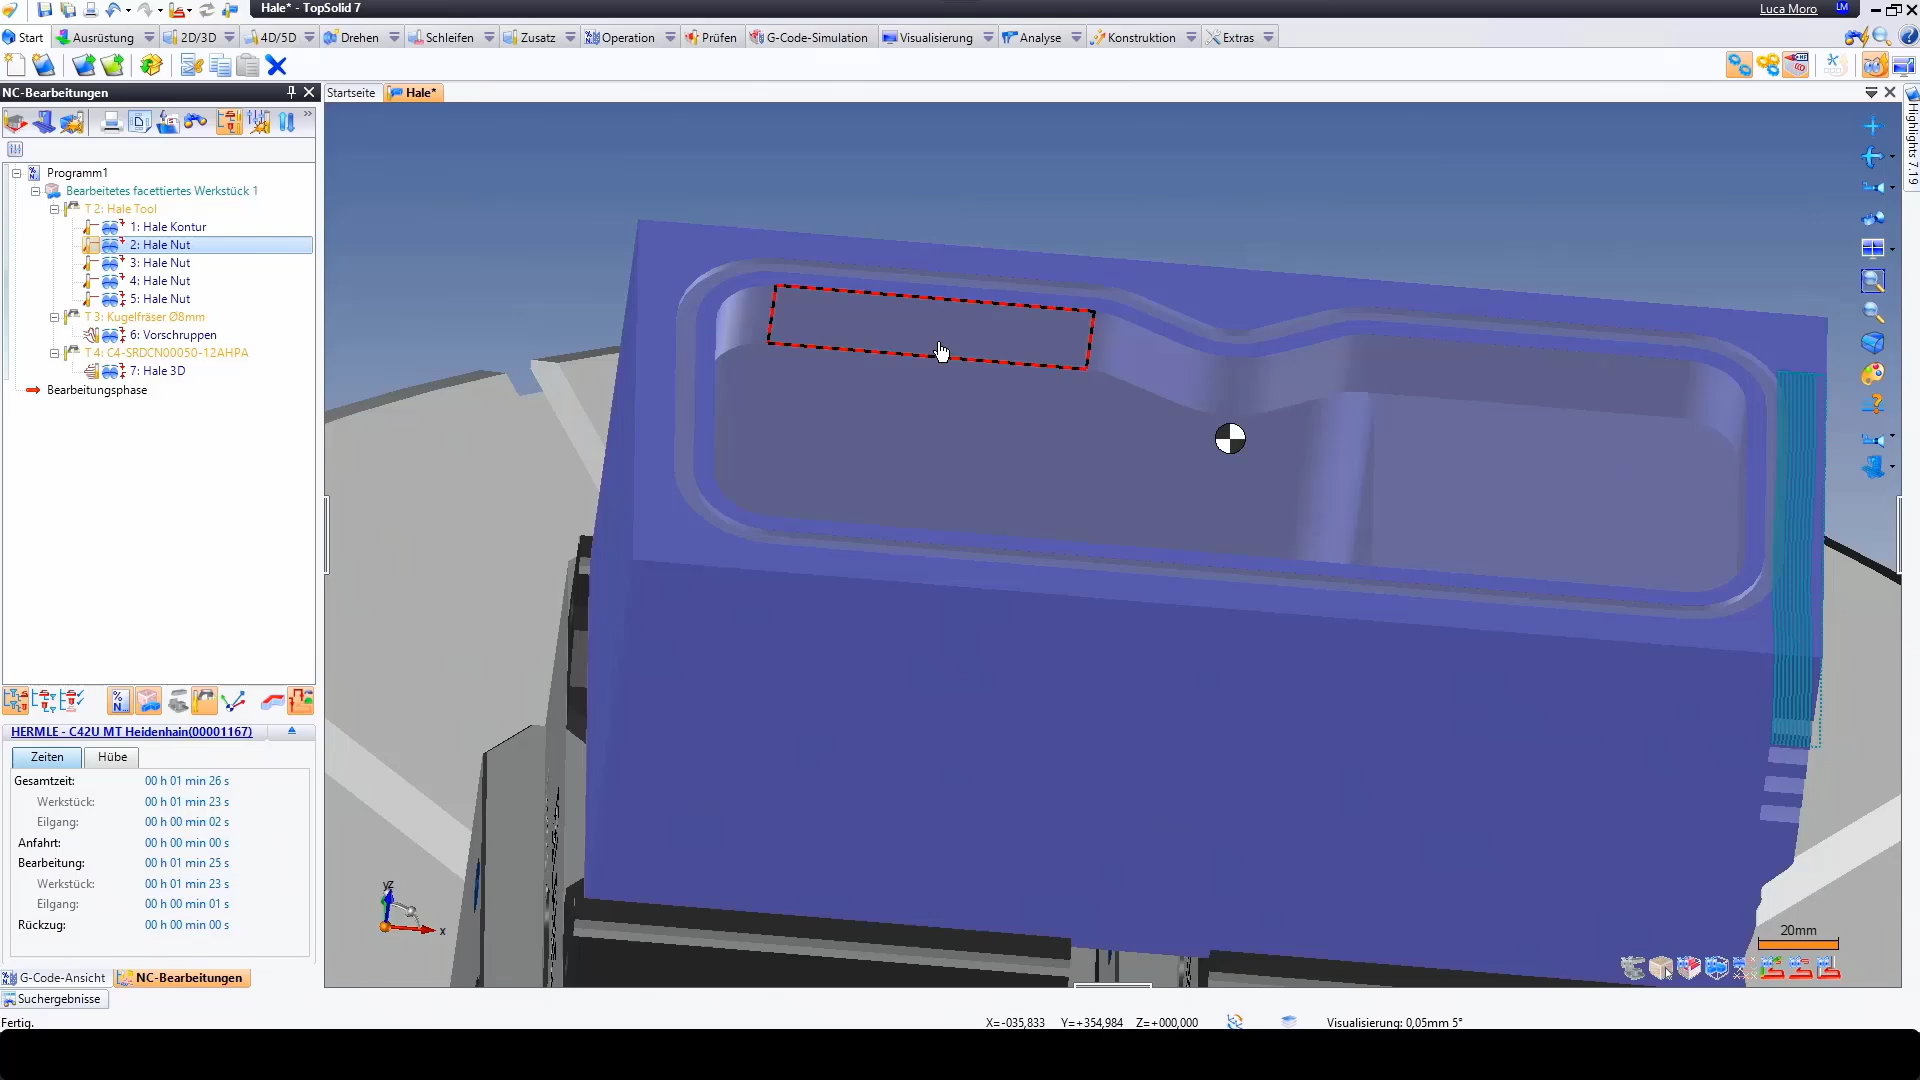 Hale* - TopSolid 7
Luca Moro
LM
Start
Ausrüstung
2D/3D
4D/5D
Drehen
Schleifen
Zusatz
Operation
Prüfen
G-Code-Simulation
Visualisierung
Analyse
Konstruktion
Extras
NC-Bearbeitungen
Startseite
Hale*
Highlights 7.19
Programm1
Bearbeitetes facettiertes Werkstück 1
T 2: Hale Tool
1: Hale Kontur
2: Hale Nut
3: Hale Nut
4: Hale Nut
5: Hale Nut
T 3: Kugelfräser Ø8mm
6: Vorschruppen
T 4: C4-SRDCN00050-12AHPA
7: Hale 3D
Bearbeitungsphase
HERMLE - C42U MT Heidenhain(00001167)
Zeiten
Hübe
Gesamtzeit: 00 h 01 min 26 s
Werkstück: 00 h 01 min 23 s
Eilgang: 00 h 00 min 02 s
Anfahrt: 00 h 00 min 00 s
Bearbeitung: 00 h 01 min 25 s
Werkstück: 00 h 01 min 23 s
Eilgang: 00 h 00 min 01 s
Rückzug: 00 h 00 min 00 s
yz
x
20mm
G-Code-Ansicht
NC-Bearbeitungen
Suchergebnisse
Fertig.
X=-035,833
Y=+354,984
Z=+000,000
Visualisierung: 0,05mm 5°